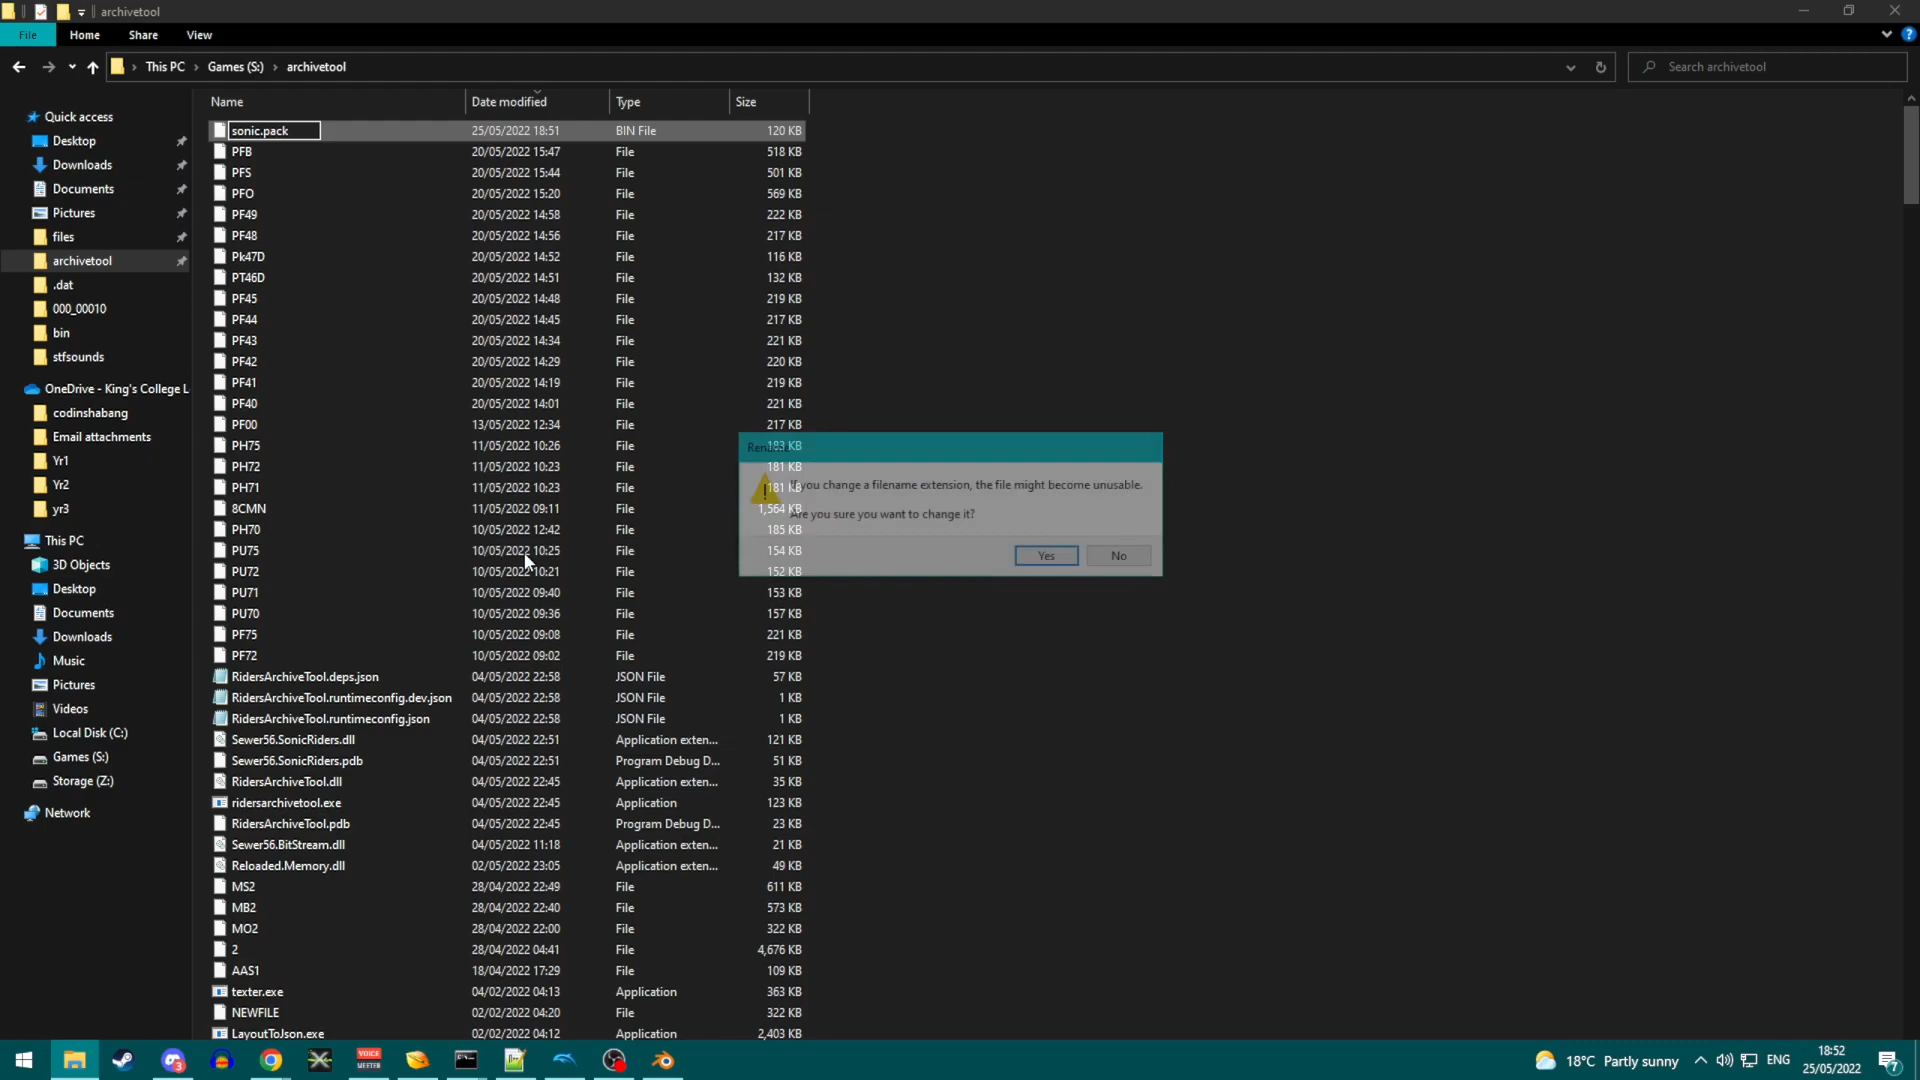 archivetool
File Home Share View
This PC Games (S:) archivetool
Search archivetool
Name Date modified Type Size
Quick access
Desktop
Downloads
Documents
Pictures
files
archivetool
.dat
000_00010
bin
stfsounds
OneDrive - King's College L
codinshabang
Email attachments
Yr1
Yr2
yr3
This PC
3D Objects
Desktop
Documents
Downloads
Music
Pictures
Videos
Local Disk (C:)
Games (S:)
Storage (Z:)
Network
sonic.pack 25/05/2022 18:51 BIN File 120 KB
PFB 20/05/2022 15:47 File 518 KB
PFS 20/05/2022 15:44 File 501 KB
PFO 20/05/2022 15:20 File 569 KB
PF49 20/05/2022 14:58 File 222 KB
PF48 20/05/2022 14:56 File 217 KB
Pk47D 20/05/2022 14:52 File 116 KB
PT46D 20/05/2022 14:51 File 132 KB
PF45 20/05/2022 14:48 File 219 KB
PF44 20/05/2022 14:45 File 217 KB
PF43 20/05/2022 14:34 File 221 KB
PF42 20/05/2022 14:29 File 220 KB
PF41 20/05/2022 14:19 File 219 KB
PF40 20/05/2022 14:01 File 221 KB
PF00 13/05/2022 12:34 File 217 KB
PH75 11/05/2022 10:26 File 183 KB
PH72 11/05/2022 10:23 File 181 KB
PH71 11/05/2022 10:23 File 181 KB
8CMN 11/05/2022 09:11 File 1,564 KB
PH70 10/05/2022 12:42 File 185 KB
PU75 10/05/2022 10:25 File 154 KB
PU72 10/05/2022 10:21 File 152 KB
PU71 10/05/2022 09:40 File 153 KB
PU70 10/05/2022 09:36 File 157 KB
PF75 10/05/2022 09:08 File 221 KB
PF72 10/05/2022 09:02 File 219 KB
RidersArchiveTool.deps.json 04/05/2022 22:58 JSON File 57 KB
RidersArchiveTool.runtimeconfig.dev.json 04/05/2022 22:58 JSON File 1 KB
RidersArchiveTool.runtimeconfig.json 04/05/2022 22:58 JSON File 1 KB
Sewer56.SonicRiders.dll 04/05/2022 22:51 Application exten... 121 KB
Sewer56.SonicRiders.pdb 04/05/2022 22:51 Program Debug D... 51 KB
RidersArchiveTool.dll 04/05/2022 22:45 Application exten... 35 KB
ridersarchivetool.exe 04/05/2022 22:45 Application 123 KB
RidersArchiveTool.pdb 04/05/2022 22:45 Program Debug D... 23 KB
Sewer56.BitStream.dll 04/05/2022 11:18 Application exten... 21 KB
Reloaded.Memory.dll 02/05/2022 23:05 Application exten... 49 KB
MS2 28/04/2022 22:49 File 611 KB
MB2 28/04/2022 22:40 File 573 KB
MO2 28/04/2022 22:00 File 322 KB
2 28/04/2022 04:41 File 4,676 KB
AAS1 18/04/2022 17:29 File 109 KB
texter.exe 04/02/2022 04:13 Application 363 KB
NEWFILE 02/02/2022 04:20 File 322 KB
LayoutToJson.exe 02/02/2022 04:12 Application 2,403 KB
Rename
If you change a filename extension, the file might become unusable.
Are you sure you want to change it?
Yes No
VOICE
MEETER
18°C Partly sunny
ENG
18:52
25/05/2022
7
3